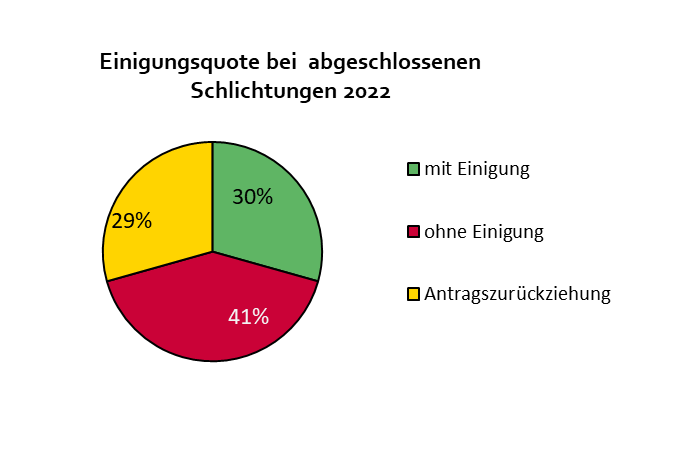 Einigungsquote bei  abgeschlossenen
Schlichtungen 2022
30%
29%
41%
mit Einigung
ohne Einigung
Antragszurückziehung